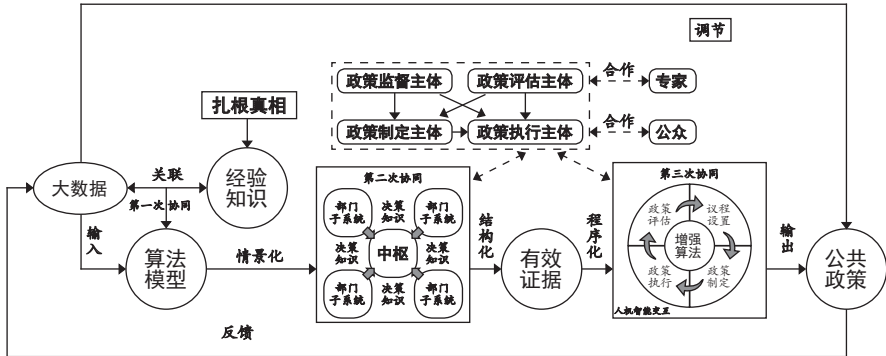 调节
政策监督主体
政策评估主体
合作
专家
政策制定主体
政策执行主体
合作
公众
扎根真相
大数据
关联
第一次协同
经验
知识
输入
算法
模型
情景化
第二次协同
部门
子系统
决策
知识
部门
子系统
决策
知识
中枢
决策
知识
部门
子系统
决策
知识
部门
子系统
结构化
有效
证据
程序化
第三次协同
政策
评估
议程
设置
增强
算法
政策
执行
政策
制定
人机智能交互
输出
公共
政策
反馈